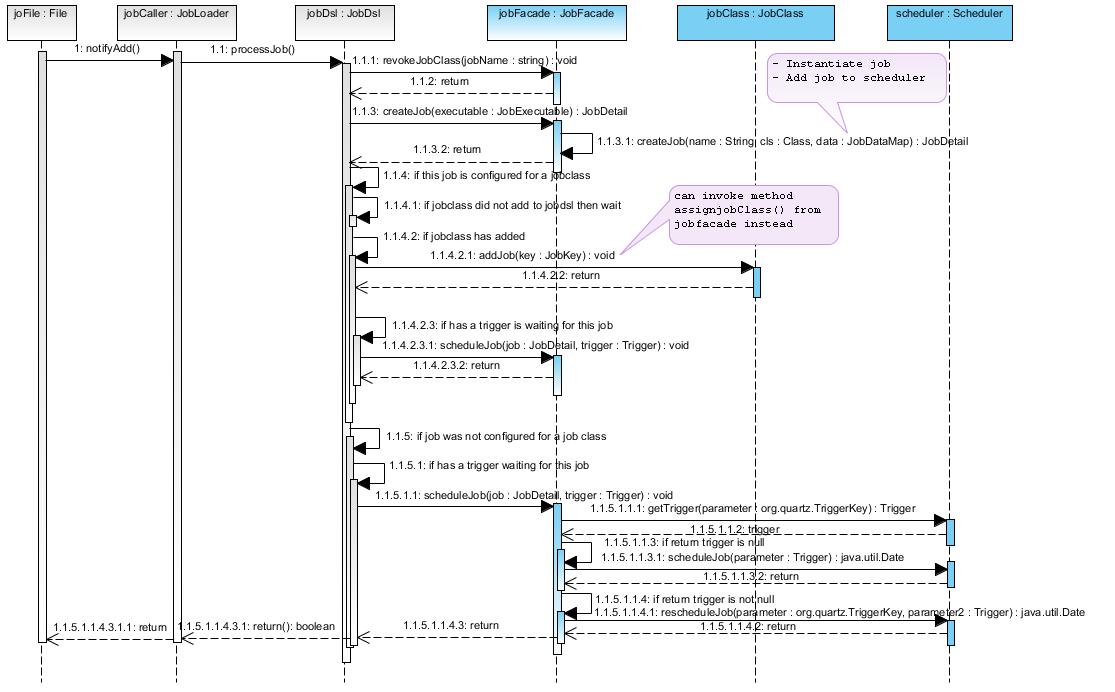 joFile : File
jobCaller : JobLoader
jobDsl : JobDsl
jobFacade : JobFacade
jobClass : JobClass
scheduler : Scheduler
1: notifyAdd()
1.1: processJob()
1.1.1: revokeJobClass(jobName : string) : void
- Instantiate job
- Add job to scheduler
1.1.2: return
1.1.3: createJob(executable : JobExecutable) : JobDetail
1.1.3.1: createJob(name : String, cls : Class, data : JobDataMap) : JobDetail
1.1.3.2: return
1.1.4: if this job is configured for a jobclass
can invoke method
assignjobClass() from
jobfacade instead
1.1.4.1: if jobclass did not add to jobdsl then wait
1.1.4.2: if jobclass has added
1.1.4.2.1: addJob(key : JobKey) : void
1.1.4.2.2: return
1.1.4.2.3: if has a trigger is waiting for this job
1.1.4.2.3.1: scheduleJob(job : JobDetail, trigger : Trigger) : void
1.1.4.2.3.2: return
1.1.5: if job was not configured for a job class
1.1.5.1: if has a trigger waiting for this job
1.1.5.1.1: scheduleJob(job : JobDetail, trigger : Trigger) : void
1.1.5.1.1.1: getTrigger(parameter : org.quartz.TriggerKey) : Trigger
1.1.5.1.1.2: trigger
1.1.5.1.1.3: if return trigger is null
1.1.5.1.1.3.1: scheduleJob(parameter : Trigger) : java.util.Date
1.1.5.1.1.3.2: return
1.1.5.1.1.4: if return trigger is not null
1.1.5.1.1.4.1: rescheduleJob(parameter : org.quartz.TriggerKey, parameter2 : Trigger) : java.util.Date
1.1.5.1.1.4.2: return
1.1.5.1.1.4.3: return
1.1.5.1.1.4.3.1: return(): boolean
1.1.5.1.1.4.3.1.1: return